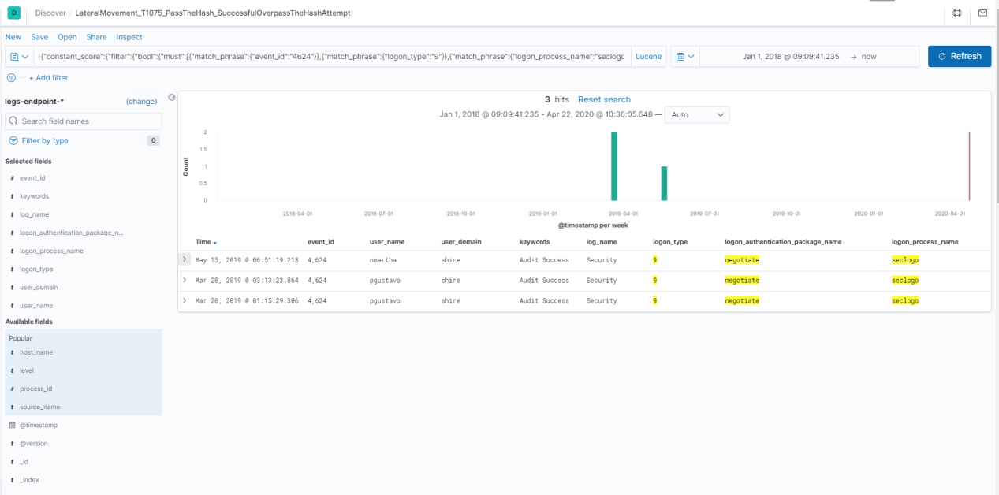 D Discover / LateralMovement_T1075_PassTheHash_SuccessfulOverpassTheHashAttempt
New Save Open Share Inspect
{"constant_score":{"filter":{"bool":{"must":[{"match_phrase":{"event_id":"4624"}},{"match_phrase":{"logon_type":"9"}},{"match_phrase":{"logon_process_name":"seclogo Lucene Jan 1, 2018 @ 09:09:41.235 → now Refresh
+ Add filter
logs-endpoint-* (change)
Search field names
Filter by type 0
Selected fields
# event_id
t keywords
t log_name
t logon_authentication_package_n...
t logon_process_name
t logon_type
t user_domain
t user_name
Available fields
Popular
t host_name
t level
# process_id
t source_name
@timestamp
t @version
t _id
t _index
3 hits Reset search
Jan 1, 2018 @ 09:09:41.235 - Apr 22, 2020 @ 10:36:05.648 — Auto
Count
2
1.5
1
0.5
0
2018-04-01 2018-07-01 2018-10-01 2019-01-01 2019-04-01 2019-07-01 2019-10-01 2020-01-01 2020-04-01
@timestamp per week
Time event_id user_name user_domain keywords log_name logon_type logon_authentication_package_name logon_process_name
May 15, 2019 @ 06:51:19.213 4,624 nmartha shire Audit Success Security 9 negotiate seclogo
Mar 20, 2019 @ 03:13:23.864 4,624 pgustavo shire Audit Success Security 9 negotiate seclogo
Mar 20, 2019 @ 01:15:29.306 4,624 pgustavo shire Audit Success Security 9 negotiate seclogo